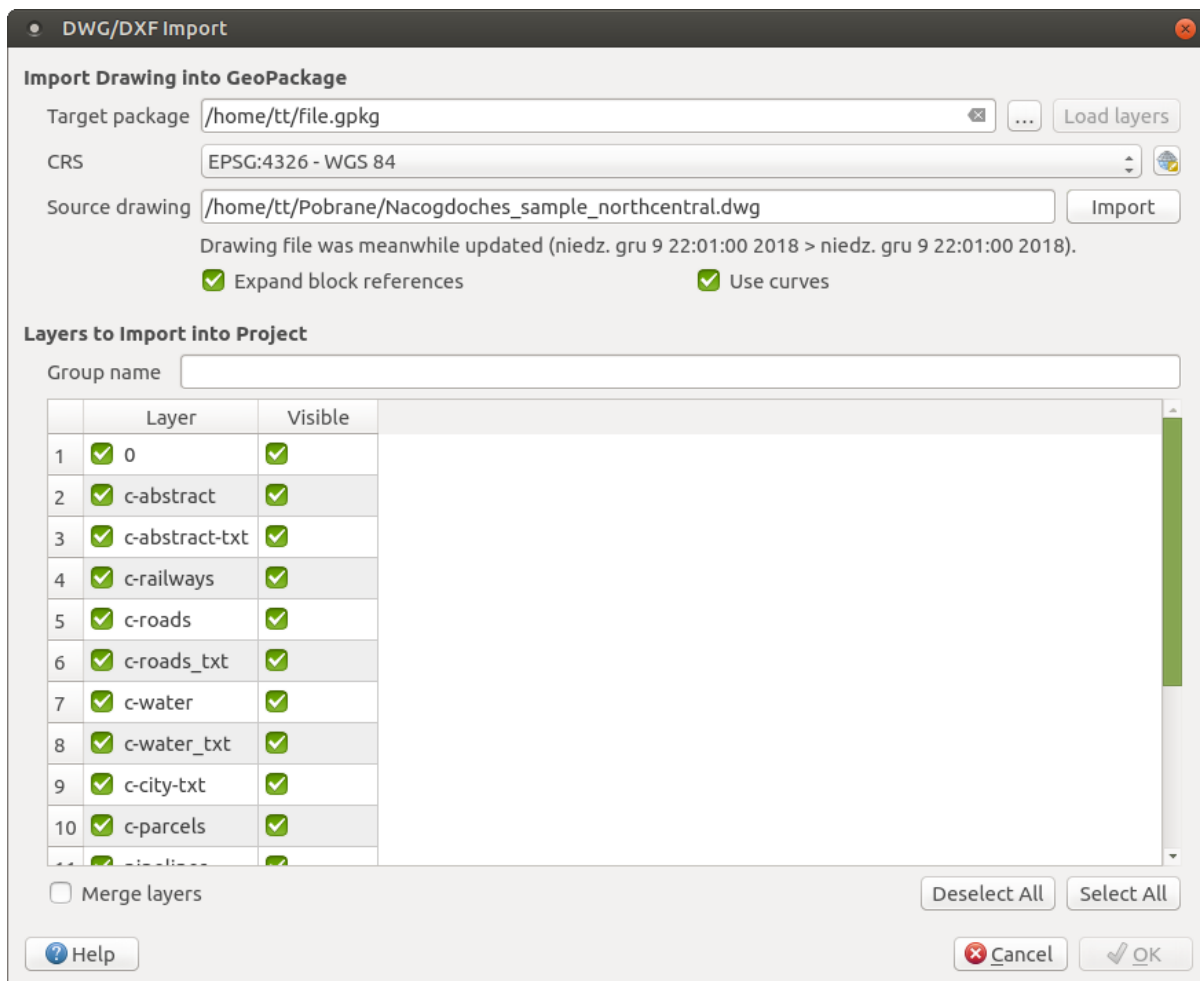 DWG/DXF Import
Import Drawing into GeoPackage
Target package /home/tt/file.gpkg ... Load layers
CRS EPSG:4326 - WGS 84
Source drawing /home/tt/Pobrane/Nacogdoches_sample_northcentral.dwg Import
Drawing file was meanwhile updated (niedz. gru 9 22:01:00 2018 > niedz. gru 9 22:01:00 2018).
Expand block references Use curves
Layers to Import into Project
Group name
Layer Visible
1 0
2 c-abstract
3 c-abstract-txt
4 c-railways
5 c-roads
6 c-roads_txt
7 c-water
8 c-water_txt
9 c-city-txt
10 c-parcels
Merge layers Deselect All Select All
Help Cancel OK